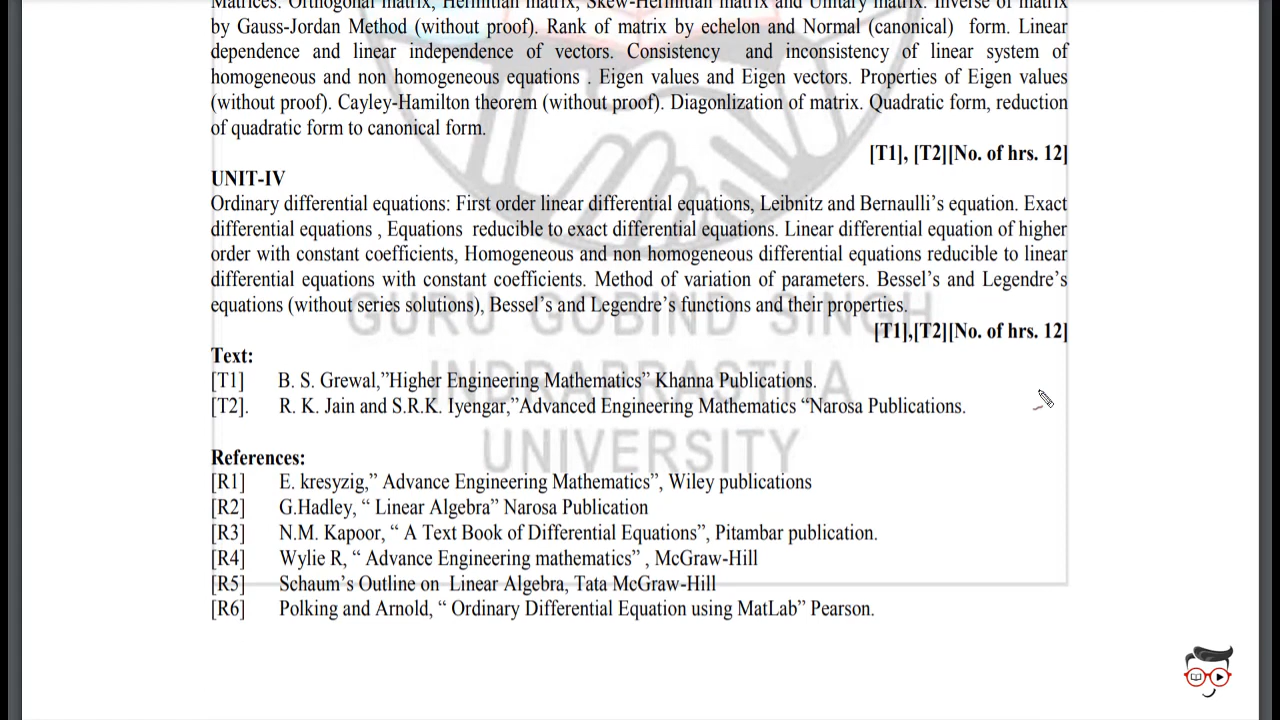 Matrices: Orthogonal matrix, Hermitian matrix, Skew-Hermitian matrix and Unitary matrix. Inverse of matrix
by Gauss-Jordan Method (without proof). Rank of matrix by echelon and Normal (canonical) form. Linear
dependence and linear independence of vectors. Consistency and inconsistency of linear system of
homogeneous and non homogeneous equations . Eigen values and Eigen vectors. Properties of Eigen values
(without proof). Cayley-Hamilton theorem (without proof). Diagonlization of matrix. Quadratic form, reduction
of quadratic form to canonical form.
[T1], [T2][No. of hrs. 12]
UNIT-IV
Ordinary differential equations: First order linear differential equations, Leibnitz and Bernaulli’s equation. Exact
differential equations , Equations reducible to exact differential equations. Linear differential equation of higher
order with constant coefficients, Homogeneous and non homogeneous differential equations reducible to linear
differential equations with constant coefficients. Method of variation of parameters. Bessel’s and Legendre’s
equations (without series solutions), Bessel’s and Legendre’s functions and their properties.
GURU GOBIND SINGH
[T1],[T2][No. of hrs. 12]
Text:
[T1] B. S. Grewal,”Higher Engineering Mathematics” Khanna Publications.
INDRAPRASTHA
[T2]. R. K. Jain and S.R.K. Iyengar,”Advanced Engineering Mathematics “Narosa Publications.
UNIVERSITY
References:
[R1] E. kresyzig,” Advance Engineering Mathematics”, Wiley publications
[R2] G.Hadley, “ Linear Algebra” Narosa Publication
[R3] N.M. Kapoor, “ A Text Book of Differential Equations”, Pitambar publication.
[R4] Wylie R, “ Advance Engineering mathematics” , McGraw-Hill
[R5] Schaum’s Outline on Linear Algebra, Tata McGraw-Hill
[R6] Polking and Arnold, “ Ordinary Differential Equation using MatLab” Pearson.